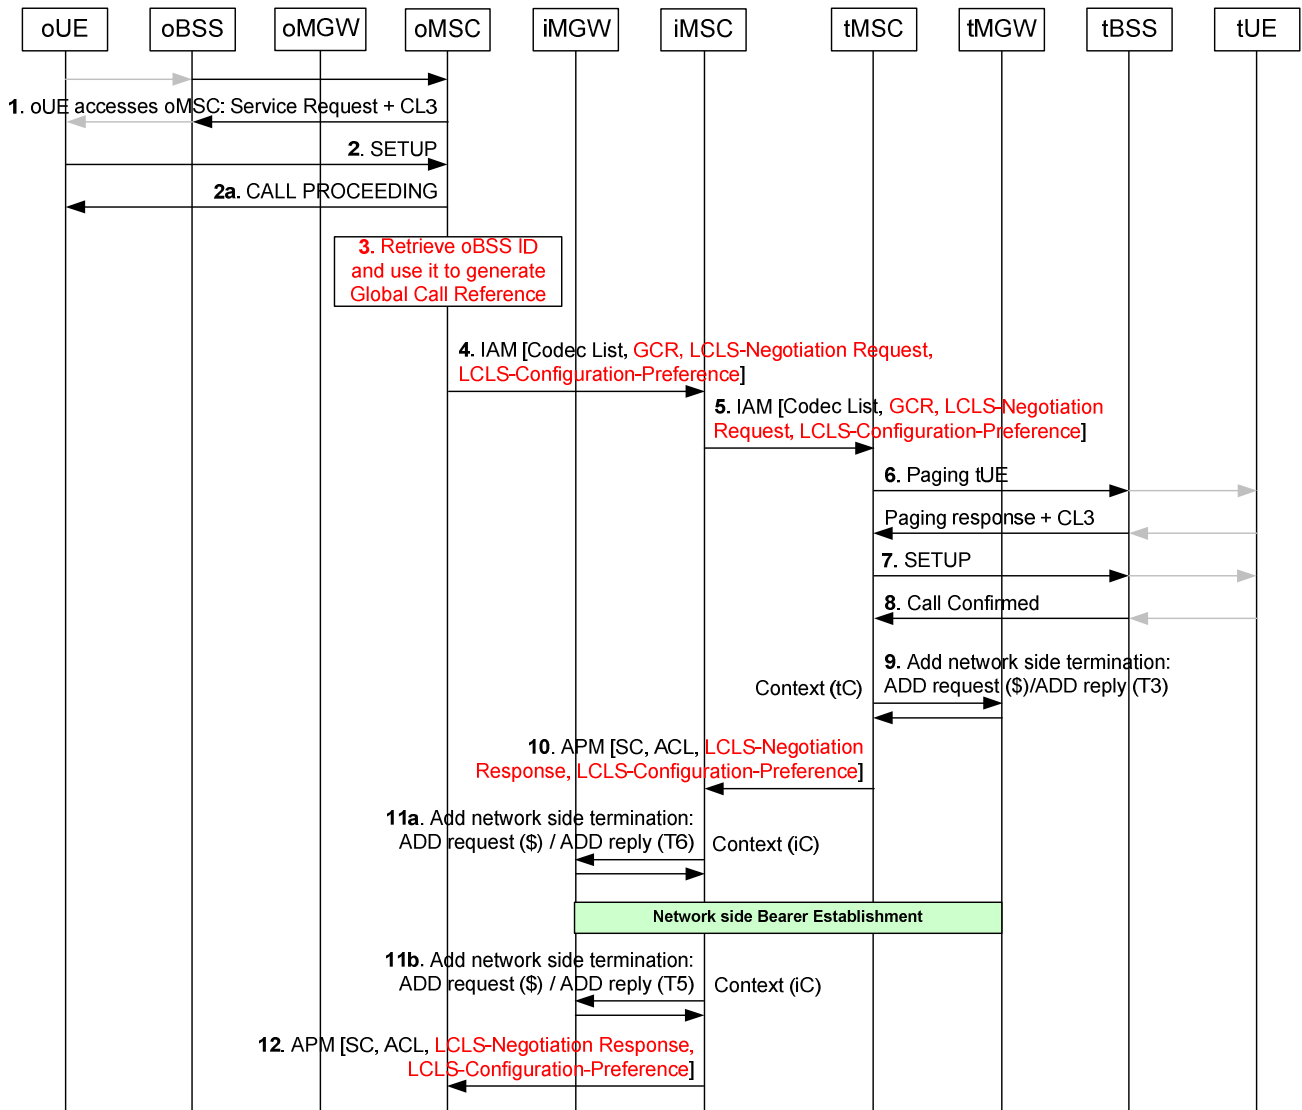 oUE oBSS oMGW oMSC iMGW iMSC tMSC tMGW tBSS tUE
1. oUE accesses oMSC: Service Request + CL3
2. SETUP
2a. CALL PROCEEDING
3. Retrieve oBSS ID
and use it to generate
Global Call Reference
4. IAM [Codec List, GCR, LCLS-Negotiation Request,
LCLS-Configuration-Preference]
5. IAM [Codec List, GCR, LCLS-Negotiation
Request, LCLS-Configuration-Preference]
6. Paging tUE
Paging response + CL3
7. SETUP
8. Call Confirmed
9. Add network side termination:
Context (tC) ADD request ($)/ADD reply (T3)
10. APM [SC, ACL, LCLS-Negotiation
Response, LCLS-Configuration-Preference]
11a. Add network side termination:
ADD request ($) / ADD reply (T6) Context (iC)
Network side Bearer Establishment
11b. Add network side termination:
ADD request ($) / ADD reply (T5) Context (iC)
12. APM [SC, ACL, LCLS-Negotiation Response,
LCLS-Configuration-Preference]